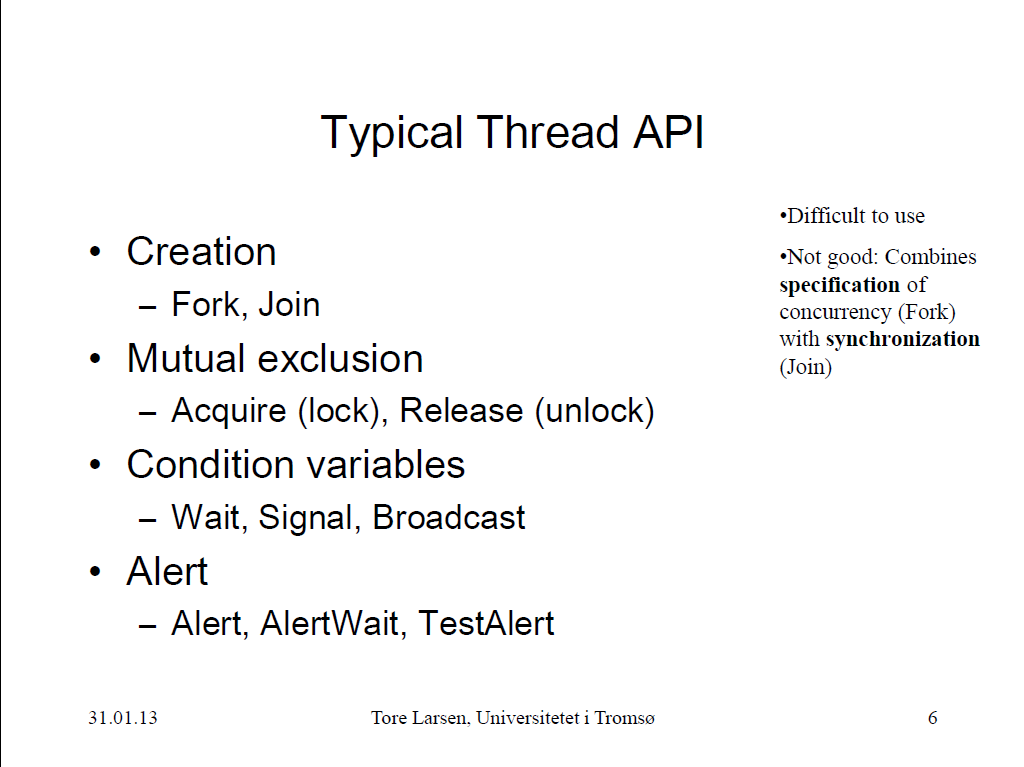 Typical Thread API
• Creation
– Fork, Join
• Mutual exclusion
– Acquire (lock), Release (unlock)
• Condition variables
– Wait, Signal, Broadcast
• Alert
– Alert, AlertWait, TestAlert
•Difficult to use
•Not good: Combines
specification of
concurrency (Fork)
with synchronization
(Join)
31.01.13
Tore Larsen, Universitetet i Tromsø
6